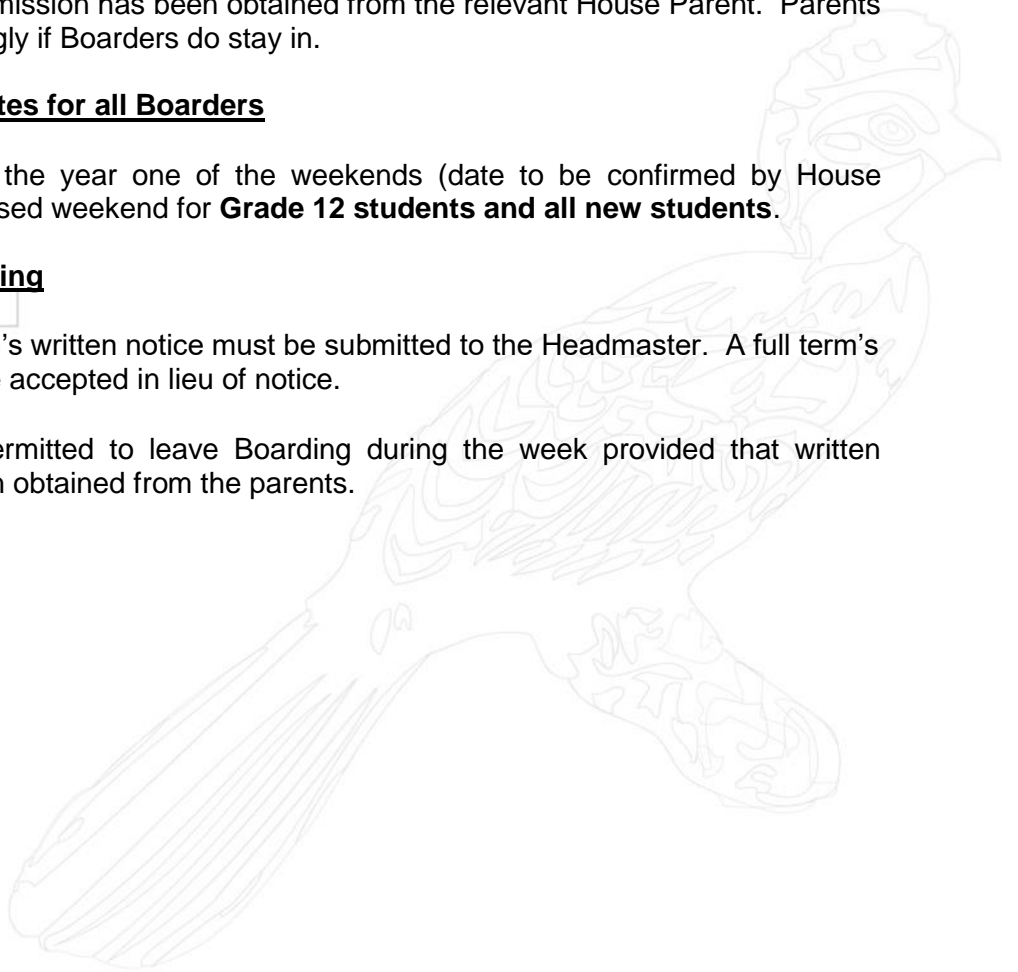 mission has been obtained from the relevant House Parent. Parents
gly if Boarders do stay in.
tes for all Boarders
the year one of the weekends (date to be confirmed by House
sed weekend for Grade 12 students and all new students.
ing
's written notice must be submitted to the Headmaster. A full term's
accepted in lieu of notice.
ermitted to leave Boarding during the week provided that written
n obtained from the parents.